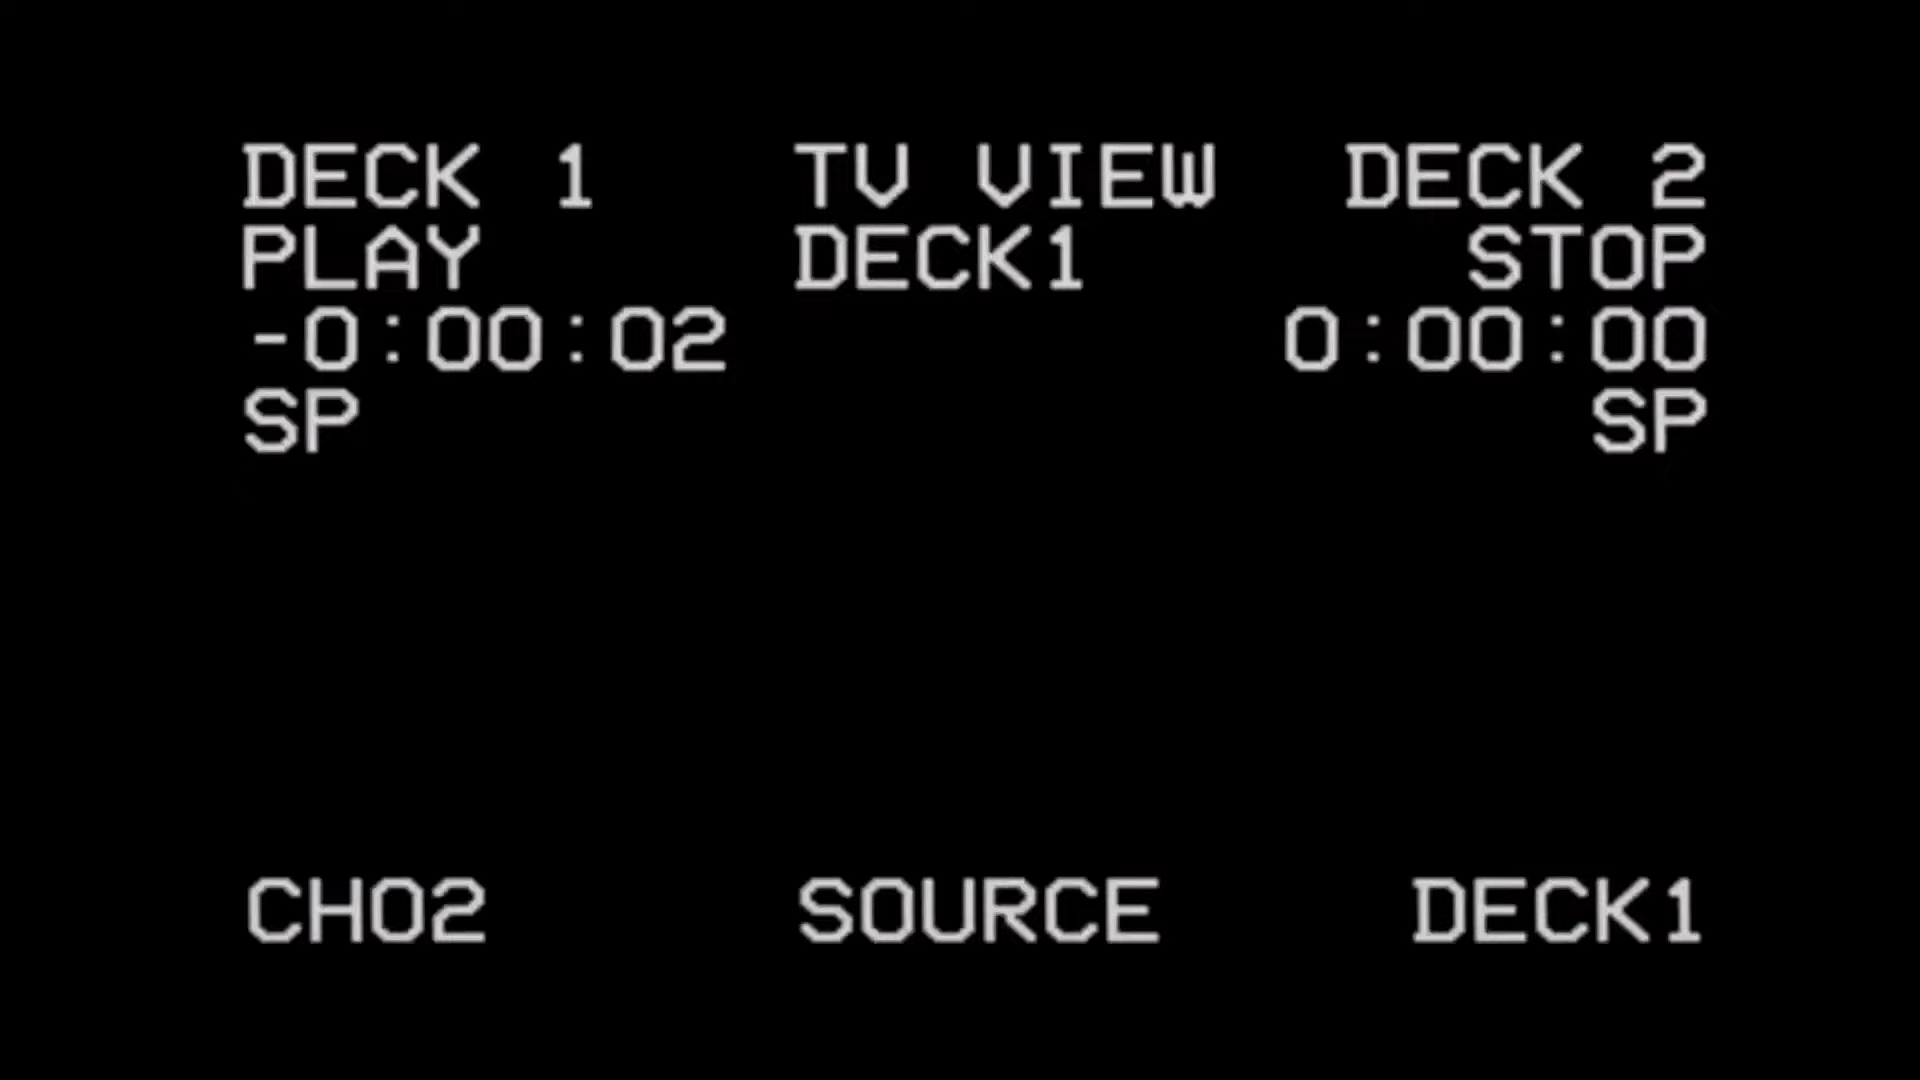 DECK 1 TV VIEW DECK 2
PLAY DECK1 STOP
-0:00:02 0:00:00
SP SP
CH02 SOURCE DECK1